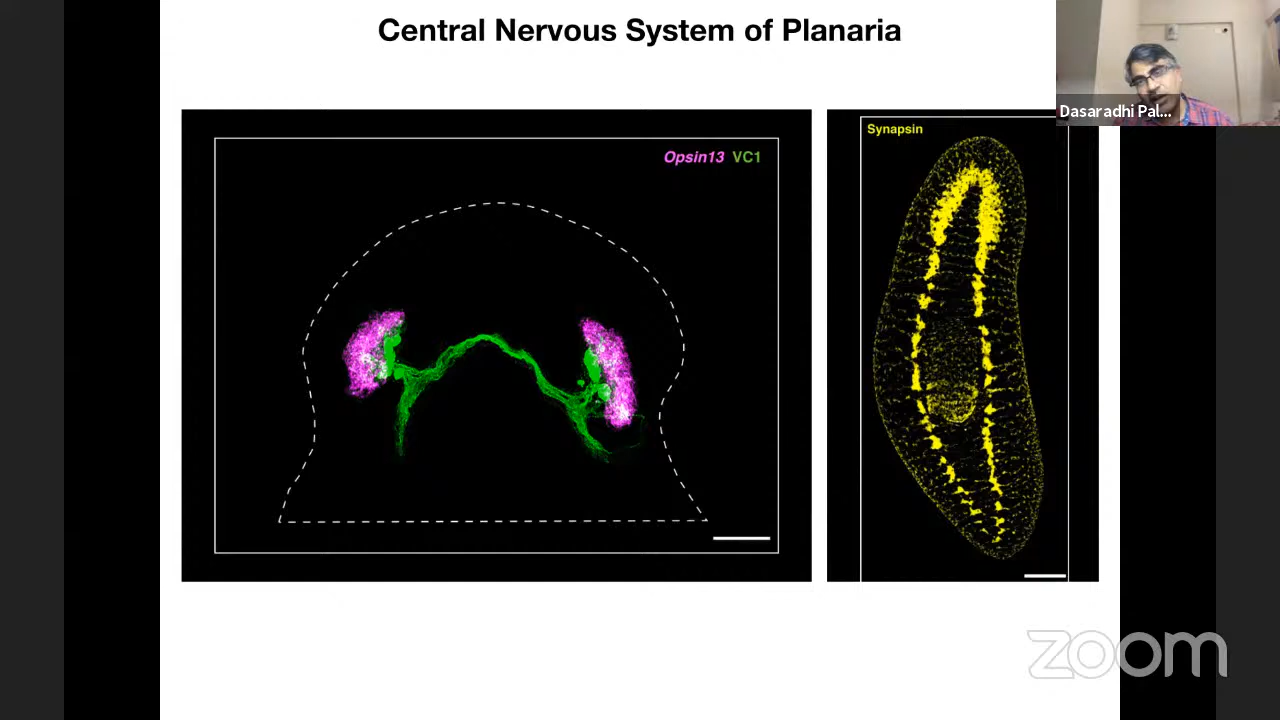 Central Nervous System of Planaria
Dasaradhi Pal...
Opsin13 VC1
Synapsin
zoom